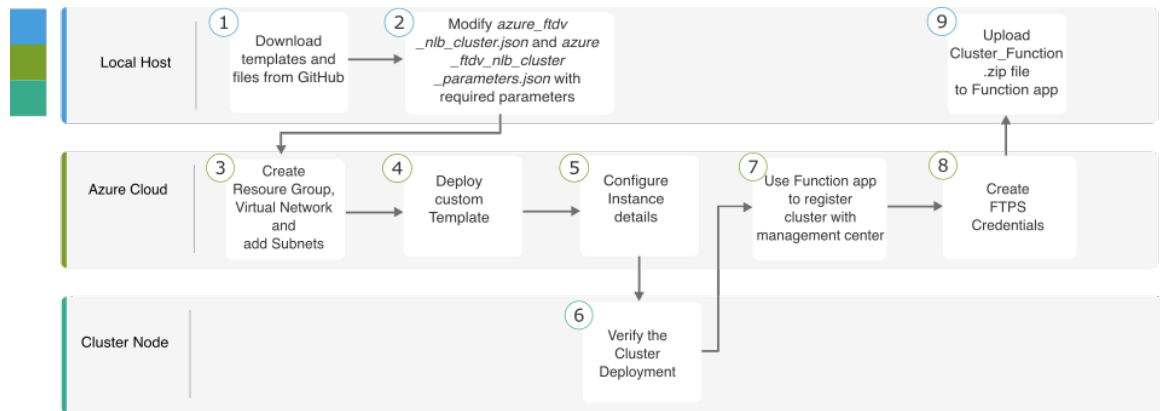 Local Host
1
Download
templates and
files from GitHub
2
Modify azure_ftdv
_nlb_cluster.json and azure
_ftdv_nlb_cluster
_parameters.json with
required parameters
9
Upload
Cluster_Function
.zip file
to Function app
Azure Cloud
3
Create
Resoure Group,
Virtual Network
and
add Subnets
4
Deploy
custom
Template
5
Configure
Instance
details
7
Use Function app
to register
cluster with
management center
8
Create
FTPS
Credentials
Cluster Node
6
Verify the
Cluster
Deployment